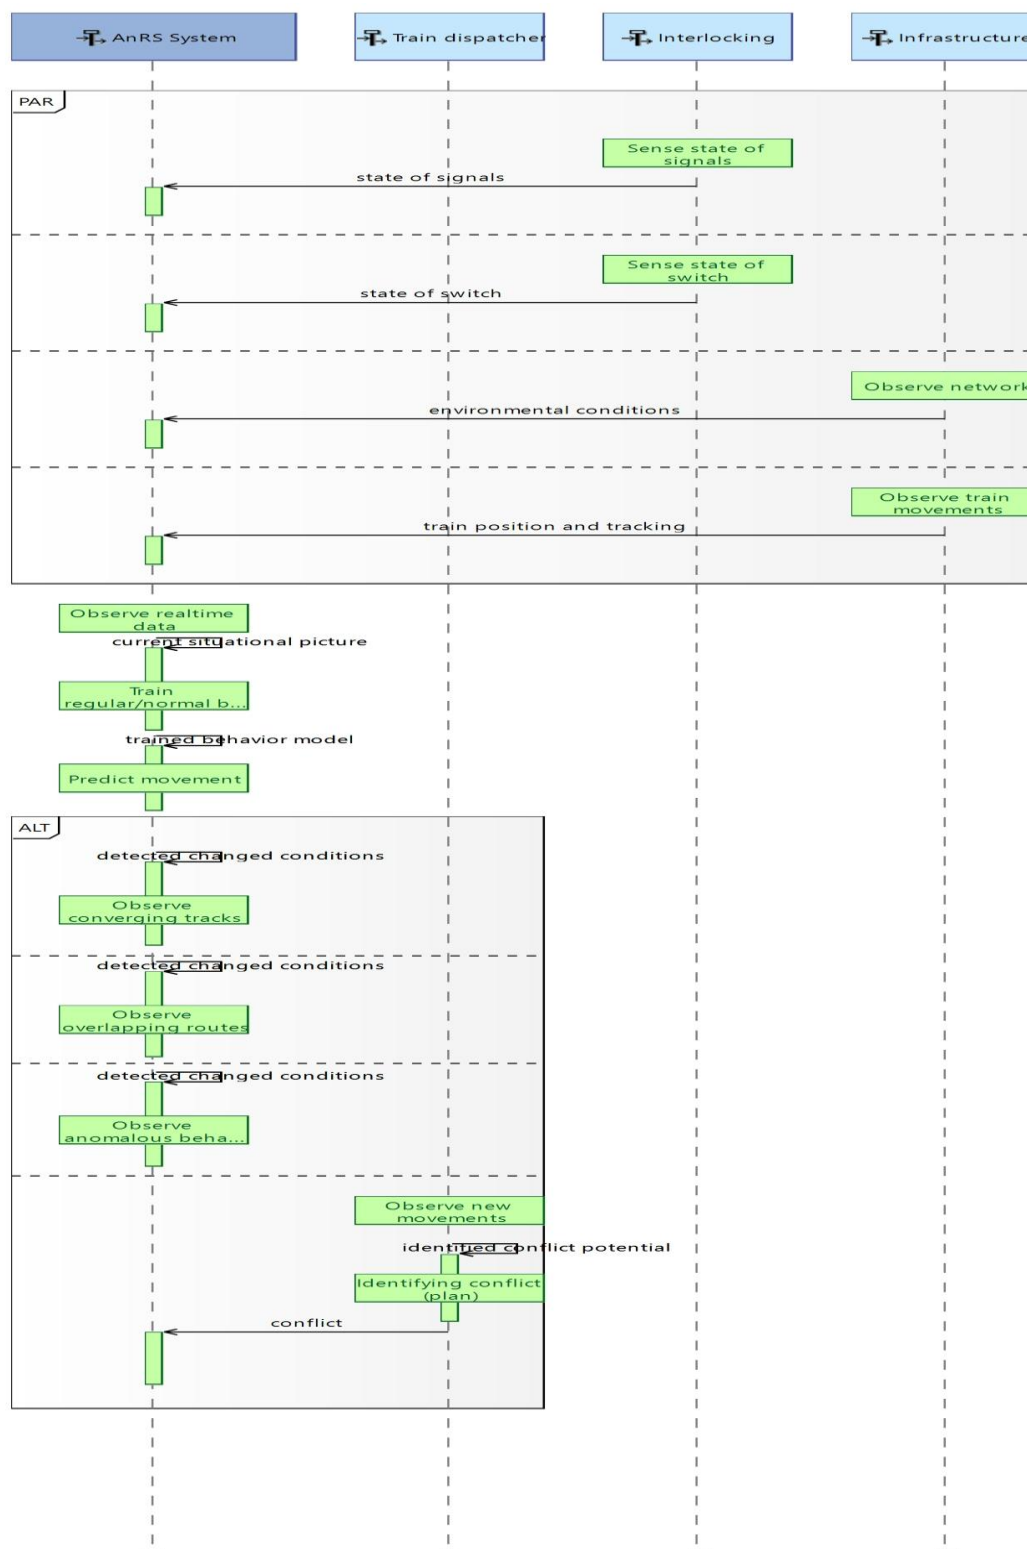 AnRS System
Train dispatcher
Interlocking
Infrastructure
PAR
Sense state of
signals
state of signals
Sense state of
switch
state of switch
Observe network
environmental conditions
Observe train
movements
train position and tracking
Observe realtime
data
current situational picture
Train
regular/normal b...
trained behavior model
Predict movement
ALT
detected changed conditions
Observe
converging tracks
detected changed conditions
Observe
overlapping routes
detected changed conditions
Observe
anomalous beha...
Observe new
movements
identified conflict potential
Identifying conflict
(plan)
conflict